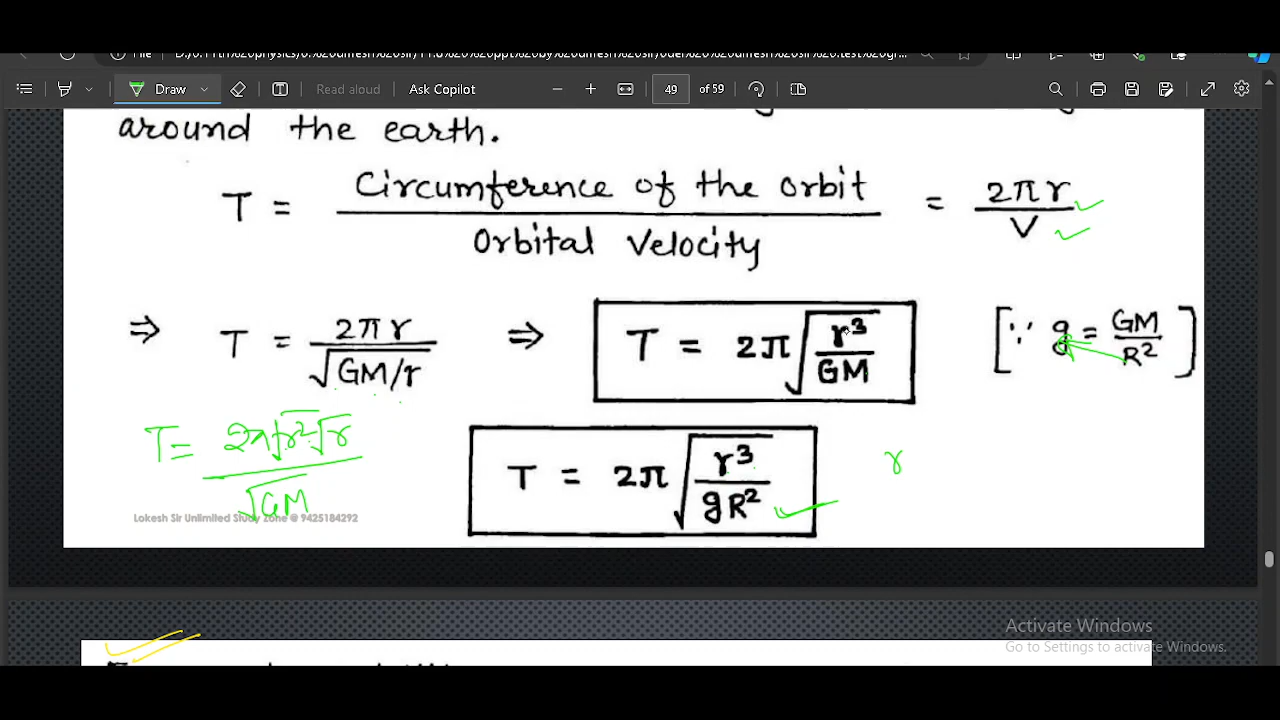 File
49 of 59
Draw
Read aloud
Ask Copilot
around the earth.
T = Circumference of the orbit / Orbital Velocity = 2πr / V
⇒ T = 2πr / √GM/r ⇒ T = 2π √r³/GM [∵ g = GM/R²]
T = 2π√r²√r / √GM
T = 2π √r³/gR²
r
Lokesh Sir Unlimited Study Zone @ 9425184292
Activate Windows
Go to Settings to activate Windows.